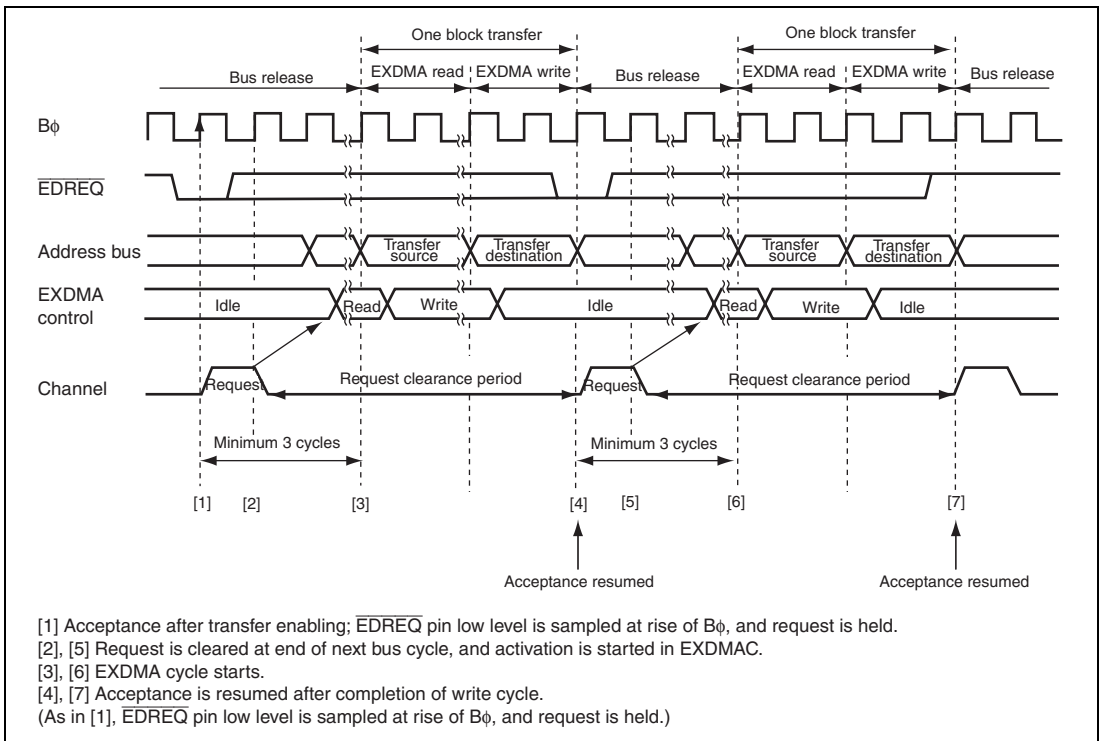 One block transfer
One block transfer
Bus release
EXDMA read
EXDMA write
Bus release
EXDMA read
EXDMA write
Bus release
Bϕ
EDREQ
Address bus
Transfer source
Transfer destination
Transfer source
Transfer destination
EXDMA control
Idle
Read
Write
Idle
Read
Write
Idle
Channel
Request
Request clearance period
Request
Request clearance period
Minimum 3 cycles
Minimum 3 cycles
[1]
[2]
[3]
[4]
[5]
[6]
[7]
Acceptance resumed
Acceptance resumed
[1] Acceptance after transfer enabling; EDREQ pin low level is sampled at rise of Bϕ, and request is held.
[2], [5] Request is cleared at end of next bus cycle, and activation is started in EXDMAC.
[3], [6] EXDMA cycle starts.
[4], [7] Acceptance is resumed after completion of write cycle.
(As in [1], EDREQ pin low level is sampled at rise of Bϕ, and request is held.)